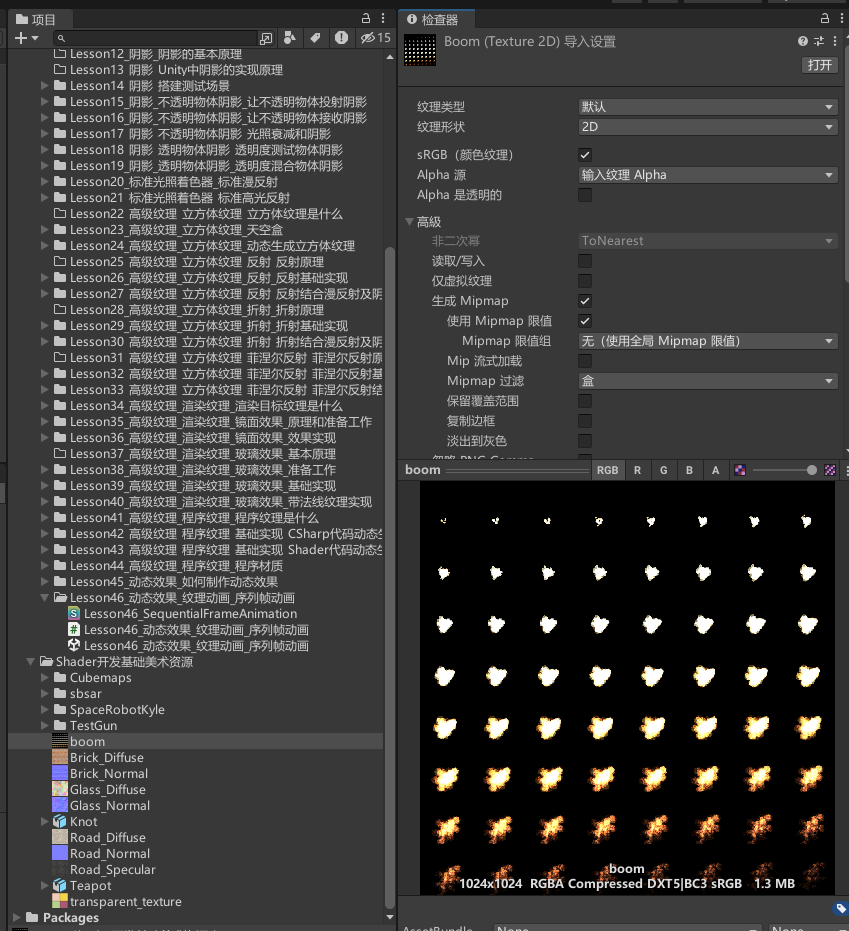 项目
15
Lesson12_阴影_阴影的基本原理
Lesson13 阴影 Unity中阴影的实现原理
Lesson14 阴影 搭建测试场景
Lesson15_阴影_不透明物体阴影_让不透明物体投射阴影
Lesson16_阴影_不透明物体阴影_让不透明物体接收阴影
Lesson17 阴影 不透明物体阴影 光照衰减和阴影
Lesson18 阴影 透明物体阴影 透明度测试物体阴影
Lesson19_阴影_透明物体阴影_透明度混合物体阴影
Lesson20_标准光照着色器_标准漫反射
Lesson21 标准光照着色器 标准高光反射
Lesson22 高级纹理 立方体纹理 立方体纹理是什么
Lesson23_高级纹理_立方体纹理_天空盒
Lesson24_高级纹理_立方体纹理_动态生成立方体纹理
Lesson25 高级纹理 立方体纹理 反射 反射原理
Lesson26_高级纹理_立方体纹理_反射_反射基础实现
Lesson27 高级纹理 立方体纹理 反射 反射结合漫反射及阴
Lesson28_高级纹理_立方体纹理_折射_折射原理
Lesson29_高级纹理_立方体纹理_折射_折射基础实现
Lesson30 高级纹理 立方体纹理 折射 折射结合漫反射及阴
Lesson31 高级纹理 立方体纹理 菲涅尔反射 菲涅尔反射原
Lesson32 高级纹理 立方体纹理 菲涅尔反射 菲涅尔反射基
Lesson33 高级纹理 立方体纹理 菲涅尔反射 菲涅尔反射结
Lesson34_高级纹理_渲染纹理_渲染目标纹理是什么
Lesson35_高级纹理_渲染纹理_镜面效果_原理和准备工作
Lesson36_高级纹理_渲染纹理_镜面效果_效果实现
Lesson37_高级纹理_渲染纹理_玻璃效果_基本原理
Lesson38_高级纹理_渲染纹理_玻璃效果_准备工作
Lesson39_高级纹理_渲染纹理_玻璃效果_基础实现
Lesson40_高级纹理_渲染纹理_玻璃效果_带法线纹理实现
Lesson41_高级纹理_程序纹理_程序纹理是什么
Lesson42 高级纹理 程序纹理 基础实现 CSharp代码动态生
Lesson43 高级纹理 程序纹理 基础实现 Shader代码动态生
Lesson44_高级纹理_程序纹理_程序材质
Lesson45_动态效果_如何制作动态效果
Lesson46_动态效果_纹理动画_序列帧动画
Lesson46_SequentialFrameAnimation
Lesson46_动态效果_纹理动画_序列帧动画
Lesson46_动态效果_纹理动画_序列帧动画
Shader开发基础美术资源
Cubemaps
sbsar
SpaceRobotKyle
TestGun
boom
Brick_Diffuse
Brick_Normal
Glass_Diffuse
Glass_Normal
Knot
Road_Diffuse
Road_Normal
Road_Specular
Teapot
transparent_texture
Packages
检查器
Boom (Texture 2D) 导入设置
打开
纹理类型 默认
纹理形状 2D
sRGB（颜色纹理）
Alpha 源 输入纹理 Alpha
Alpha 是透明的
高級
非二次幂 ToNearest
读取/写入
仅虚拟纹理
生成 Mipmap
使用 Mipmap 限值
Mipmap 限值组 无（使用全局 Mipmap 限值）
Mip 流式加载
Mipmap 过滤 盒
保留覆盖范围
复制边框
淡出到灰色
忽略 PNG Gamma
boom RGB R G B A
boom
1024x1024 RGBA Compressed DXT5|BC3 sRGB 1.3 MB
AssetBundle None None